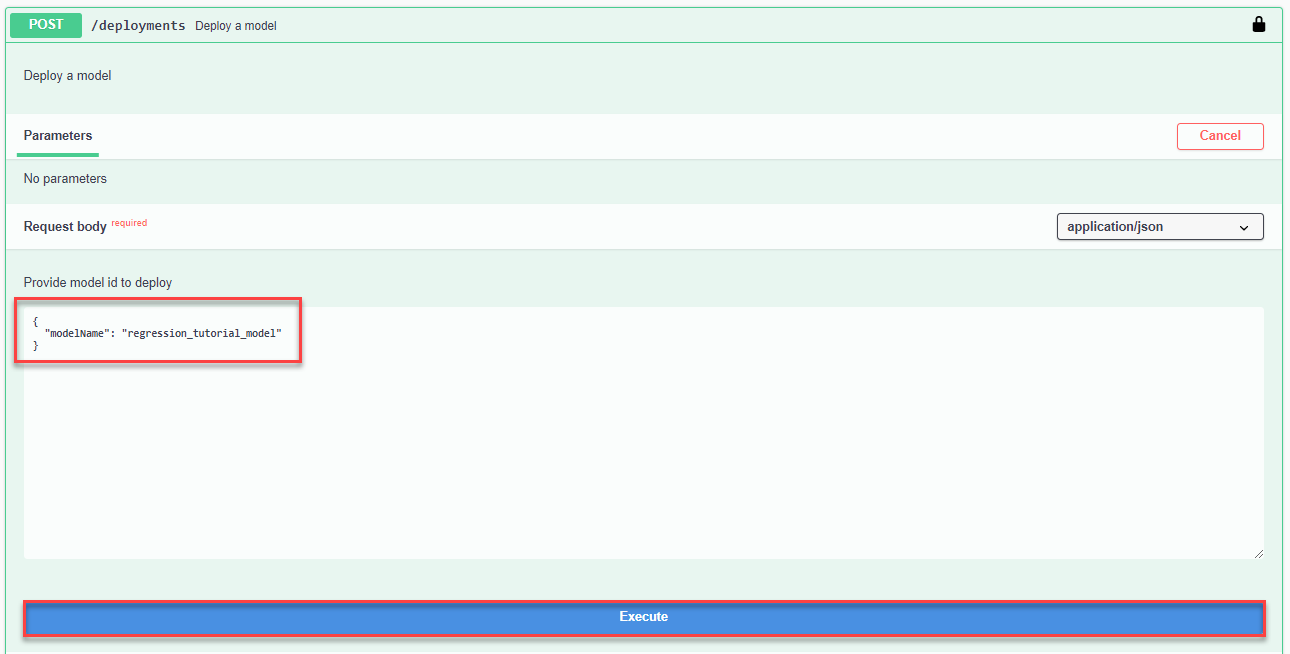 POST /deployments Deploy a model
Deploy a model
Parameters Cancel
No parameters
Request body required application/json
Provide model id to deploy
{
"modelName": "regression_tutorial_model"
}
Execute